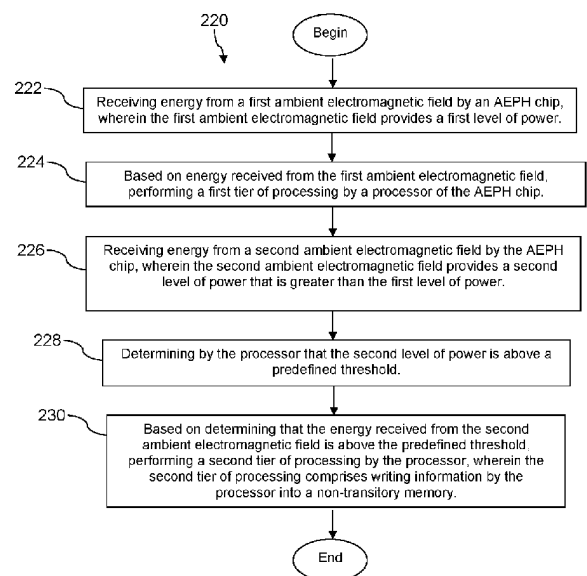 220
Begin
222
Receiving energy from a first ambient electromagnetic field by an AEPH chip,
wherein the first ambient electromagnetic field provides a first level of power.
224
Based on energy received from the first ambient electromagnetic field,
performing a first tier of processing by a processor of the AEPH chip.
226
Receiving energy from a second ambient electromagnetic field by the AEPH
chip, wherein the second ambient electromagnetic field provides a second
level of power that is greater than the first level of power.
228
Determining by the processor that the second level of power is above a
predefined threshold.
230
Based on determining that the energy received from the second
ambient electromagnetic field is above the predefined threshold,
performing a second tier of processing by the processor, wherein the
second tier of processing comprises writing information by the
processor into a non-transitory memory.
End